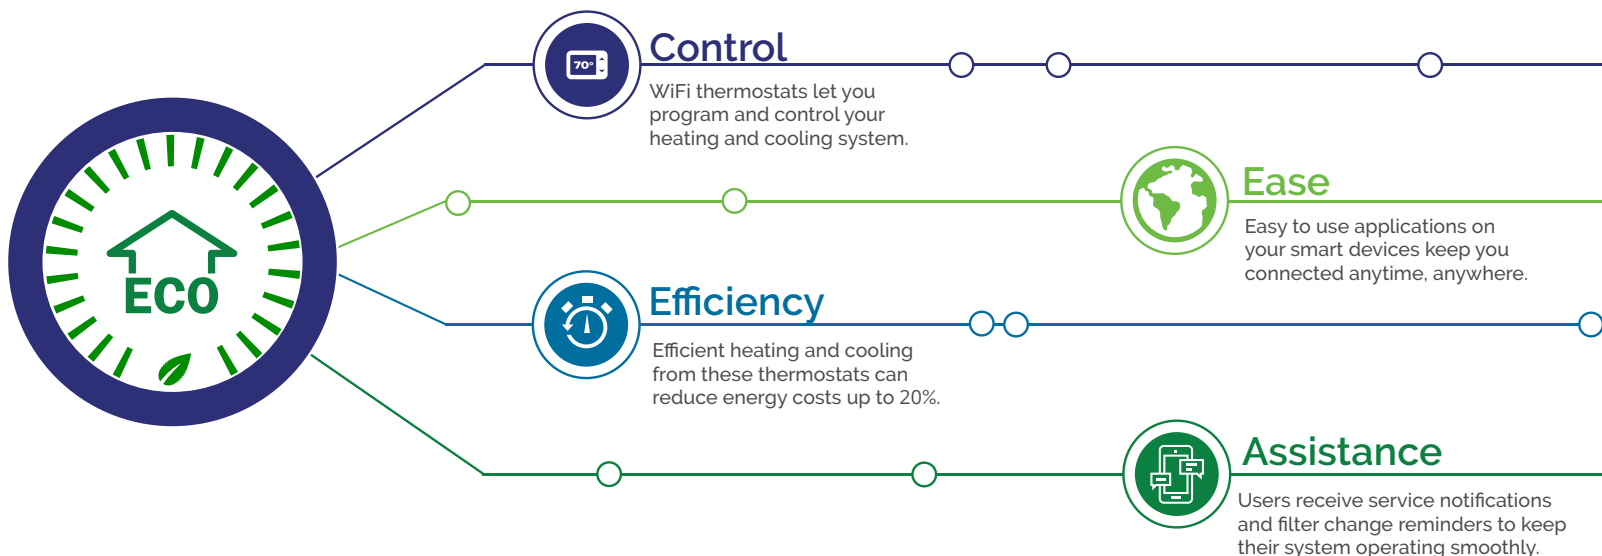 Control
70°
WiFi thermostats let you
program and control your
heating and cooling system.
Ease
Easy to use applications on
your smart devices keep you
connected anytime, anywhere.
ECO
Efficiency
Efficient heating and cooling
from these thermostats can
reduce energy costs up to 20%.
Assistance
Users receive service notifications
and filter change reminders to keep
their system operating smoothly.